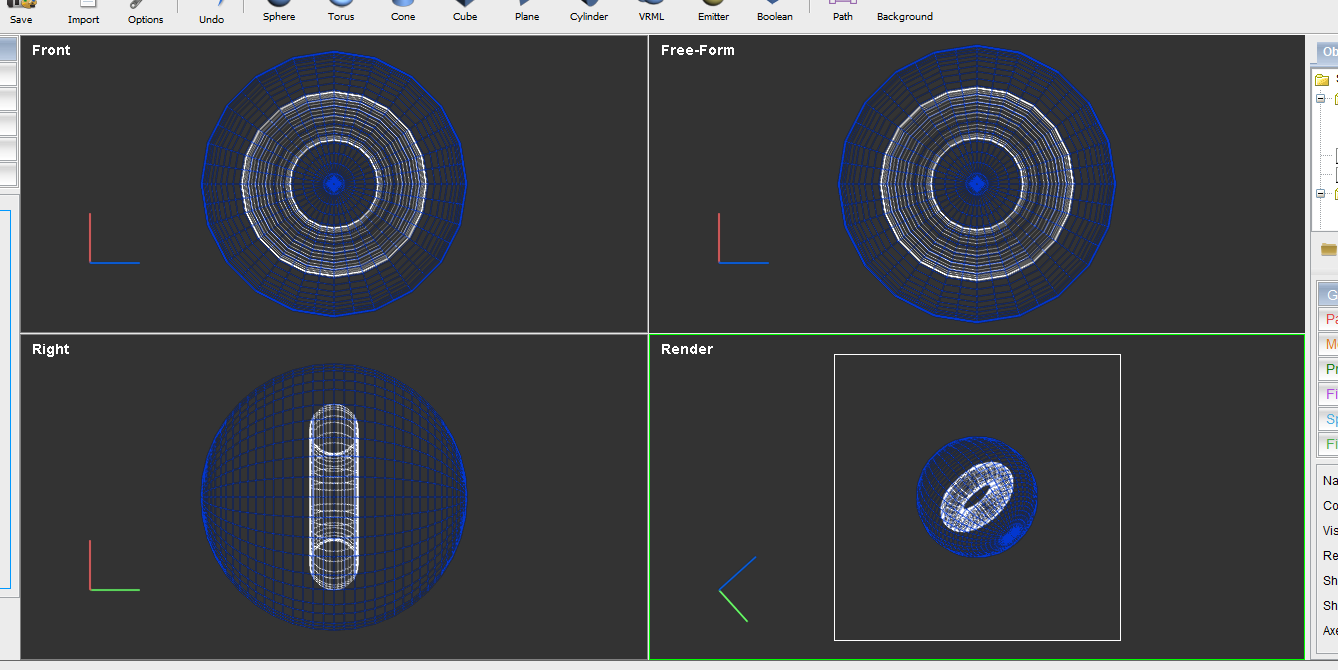 Save Import Options Undo Sphere Torus Cone Cube Plane Cylinder VRML Emitter Boolean Path Background
Front
Free-Form
Ob
Right
Render
G
Pa
M
Pr
Fi
Sp
Fi
Na
Co
Vis
Re
Sh
Sh
Axe